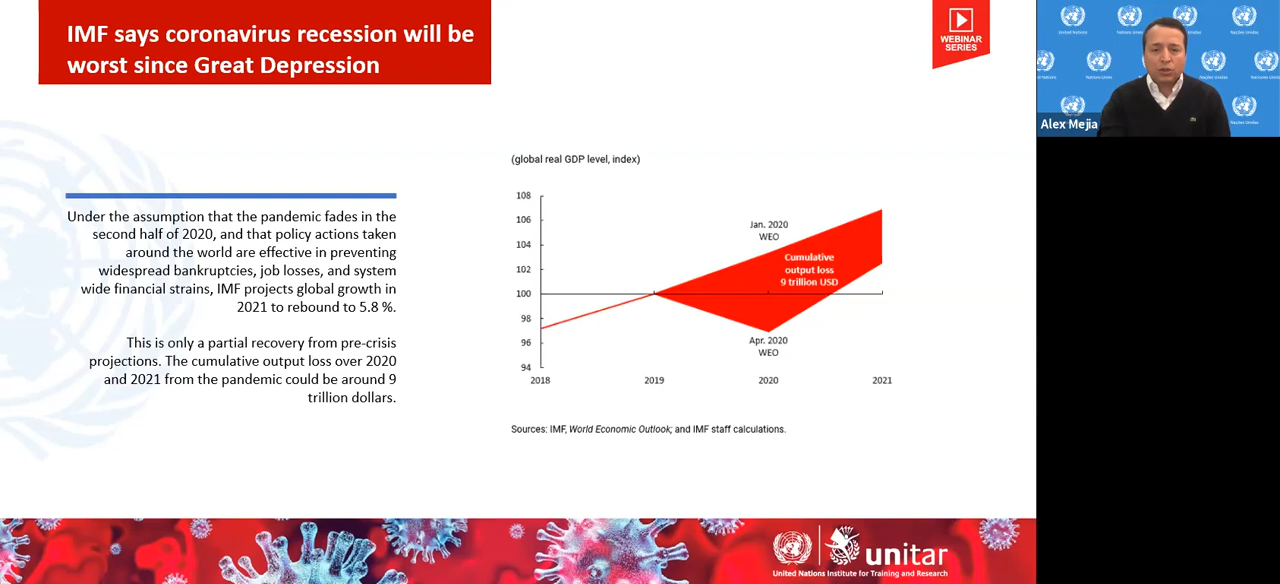 IMF says coronavirus recession will be
worst since Great Depression
WEBINAR
SERIES
Under the assumption that the pandemic fades in the
second half of 2020, and that policy actions taken
around the world are effective in preventing
widespread bankruptcies, job losses, and system
wide financial strains, IMF projects global growth in
2021 to rebound to 5.8 %.
This is only a partial recovery from pre-crisis
projections. The cumulative output loss over 2020
and 2021 from the pandemic could be around 9
trillion dollars.
(global real GDP level, index)
108
106
104
102
100
98
96
94
2018
2019
2020
2021
Jan. 2020
WEO
Cumulative
output loss
9 trillion USD
Apr. 2020
WEO
Sources: IMF, World Economic Outlook; and IMF staff calculations.
unitar
United Nations Institute for Training and Research
United Nations
Nações Unidas
Nações Unidas
Alex Mejia